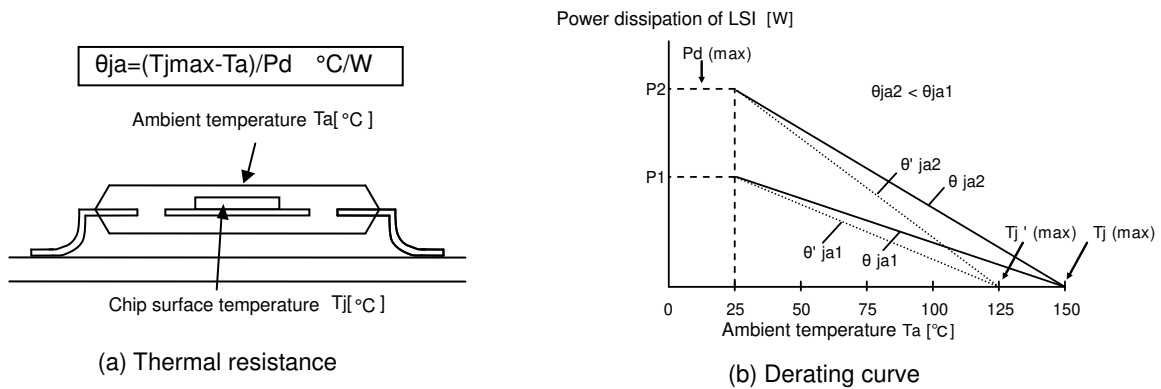 θja=(Tjmax-Ta)/Pd °C/W
Ambient temperature Ta[°C]
Chip surface temperature Tj[°C]
(a) Thermal resistance
Power dissipation of LSI [W]
Pd (max)
P2
θja2 < θja1
θ' ja2
θ ja2
P1
θ' ja1
θ ja1
Tj ' (max)
Tj (max)
0 25 50 75 100 125 150
Ambient temperature Ta [°C]
(b) Derating curve